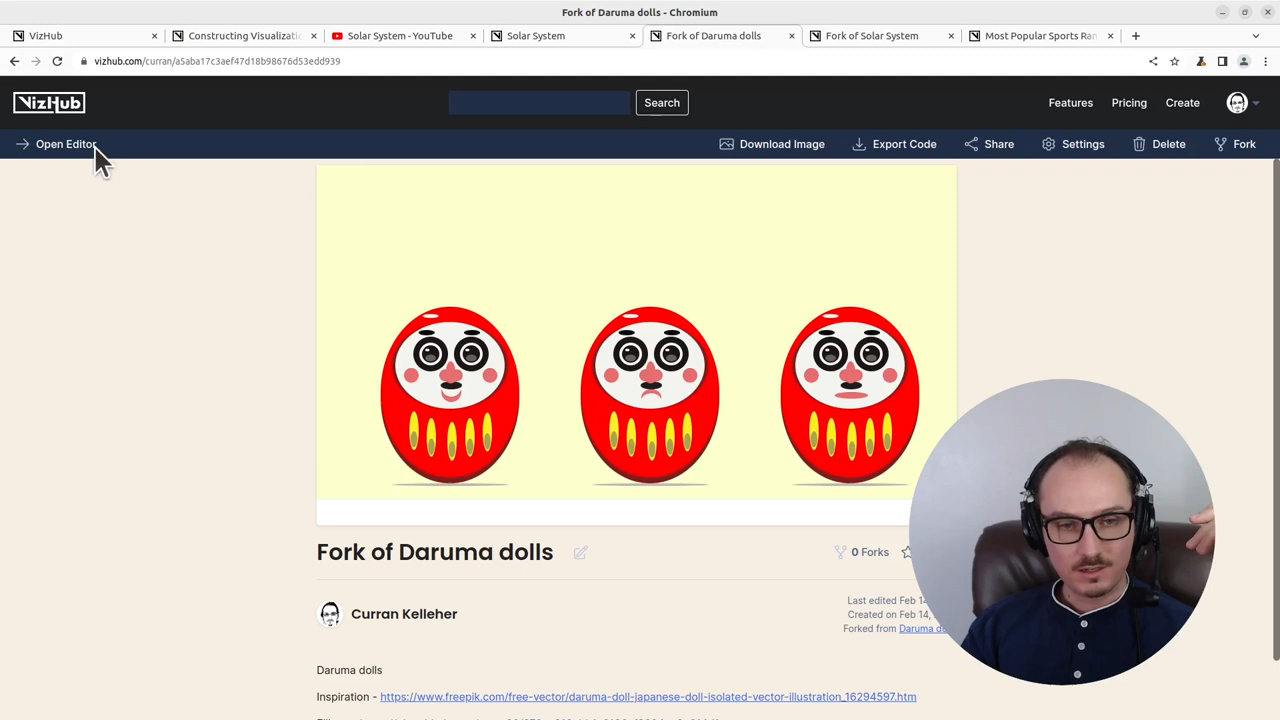 Fork of Daruma dolls - Chromium
VizHub
Constructing Visualizati
Solar System - YouTube
Solar System
Fork of Daruma dolls
Fork of Solar System
Most Popular Sports Ran
vizhub.com/curran/a5aba17c3aef47d18b98676d53edd939
VizHub
Search
Features
Pricing
Create
Open Editor
Download Image
Export Code
Share
Settings
Delete
Fork
Fork of Daruma dolls
0 Forks
Curran Kelleher
Last edited Feb 14
Created on Feb 14,
Forked from Daruma do
Daruma dolls
Inspiration - https://www.freepik.com/free-vector/daruma-doll-japanese-doll-isolated-vector-illustration_16294597.htm